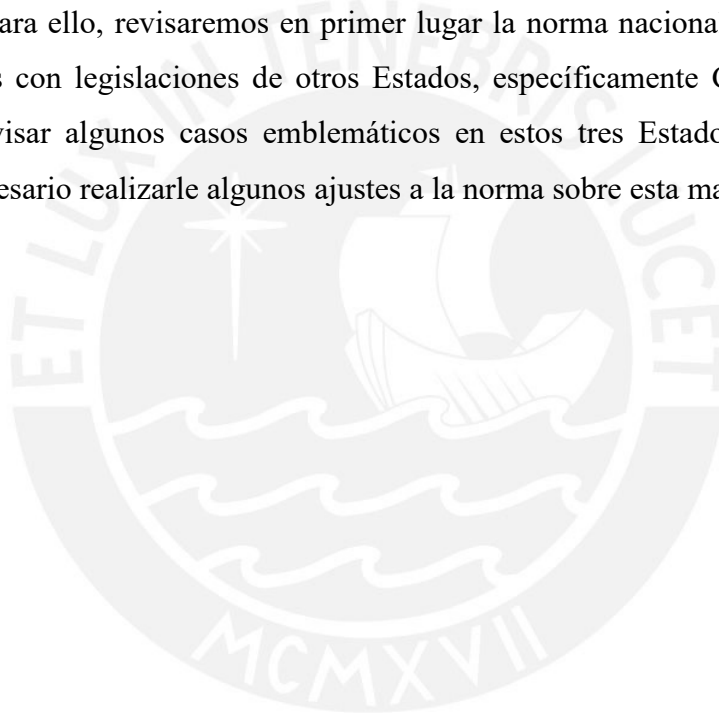 ara ello, revisaremos en primer lugar la norma naciona
s con legislaciones de otros Estados, específicamente
visar algunos casos emblemáticos en estos tres Estado
esario realizarle algunos ajustes a la norma sobre esta ma
ET LUX IN TENEBRIS LUCET
MCMXVII